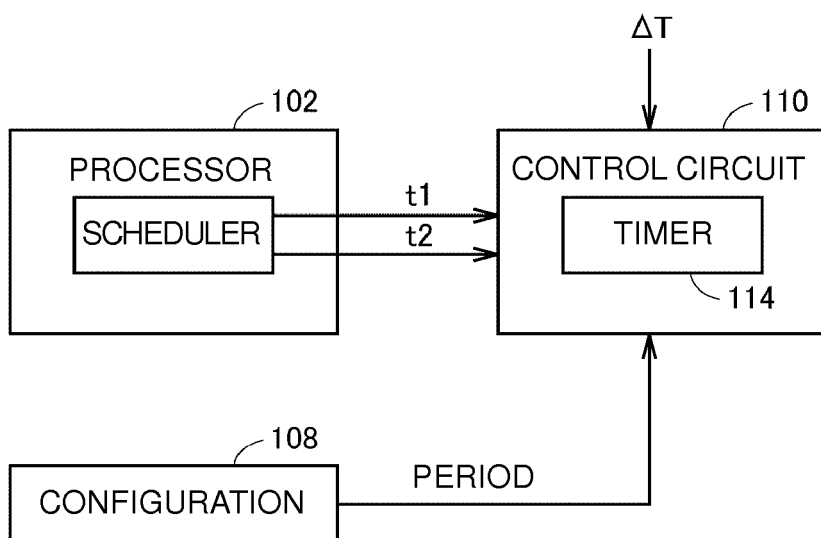 ΔT
102
110
PROCESSOR
CONTROL CIRCUIT
SCHEDULER
t1
t2
TIMER
114
108
CONFIGURATION
PERIOD